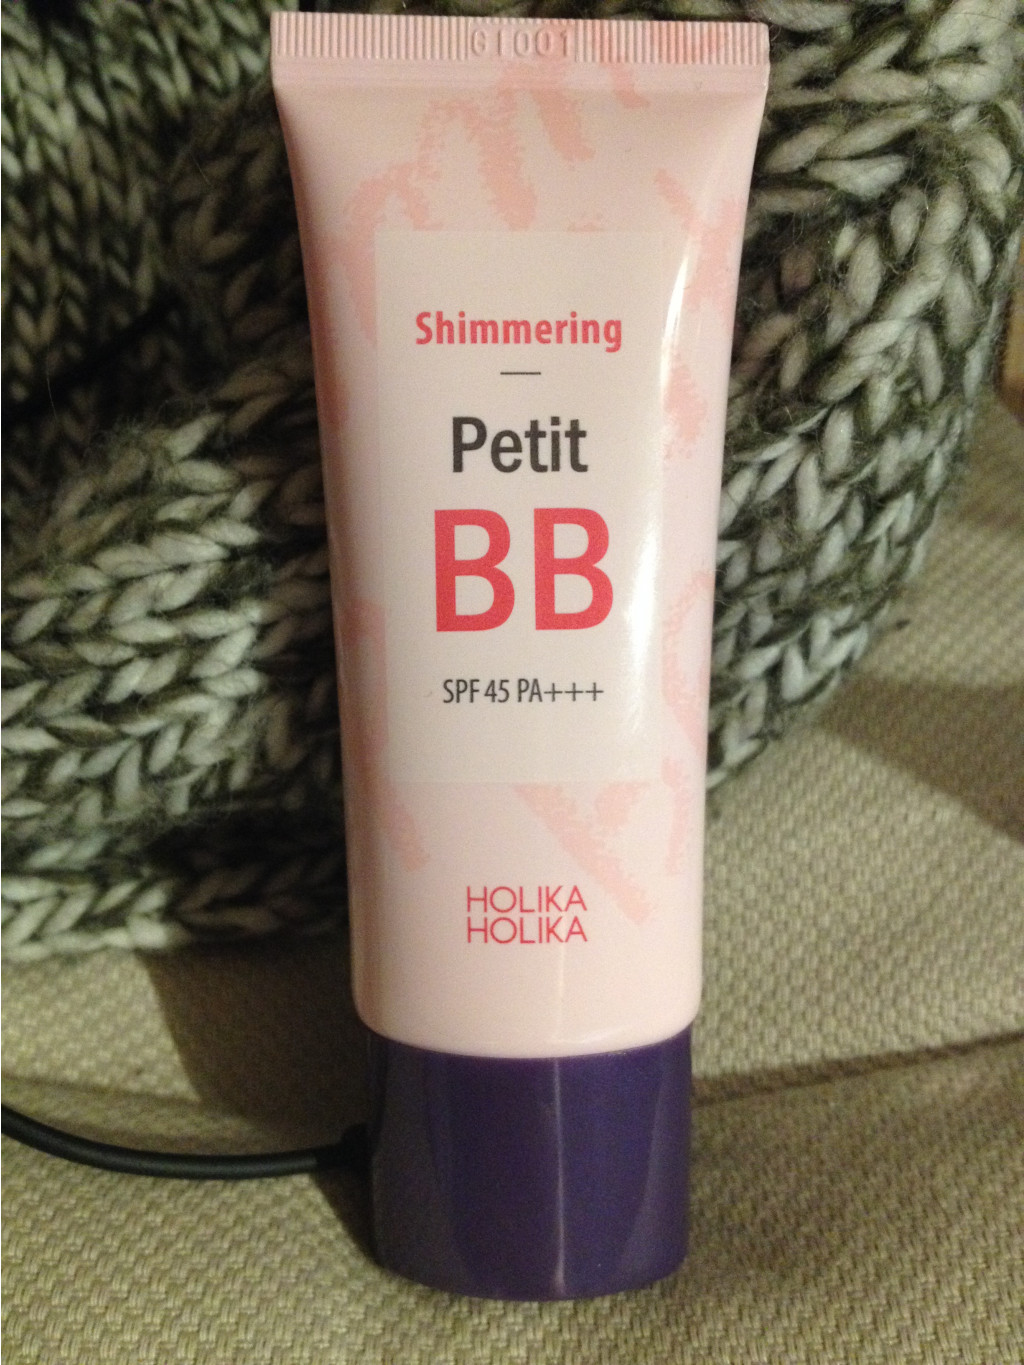 G1001
Shimmering
Petit
BB
SPF 45 PA+++
HOLIKA
HOLIKA